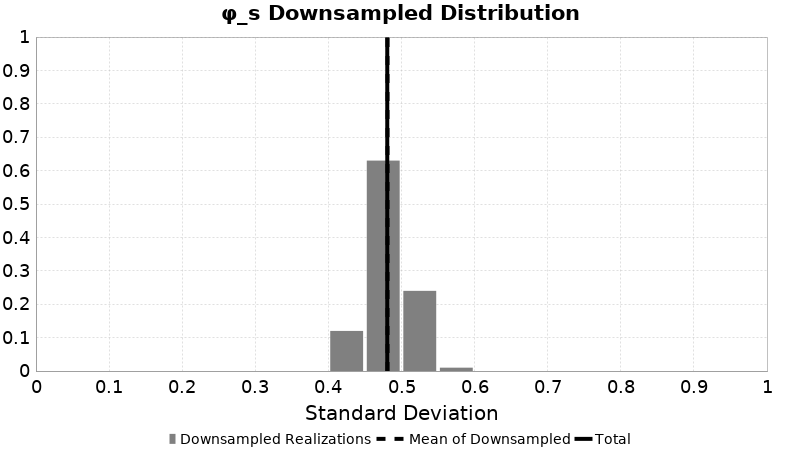 φ_s Downsampled Distribution
1
0.9
0.8
0.7
0.6
0.5
0.4
0.3
0.2
0.1
0
0 0.1 0.2 0.3 0.4 0.5 0.6 0.7 0.8 0.9 1
Standard Deviation
Downsampled Realizations Mean of Downsampled Total